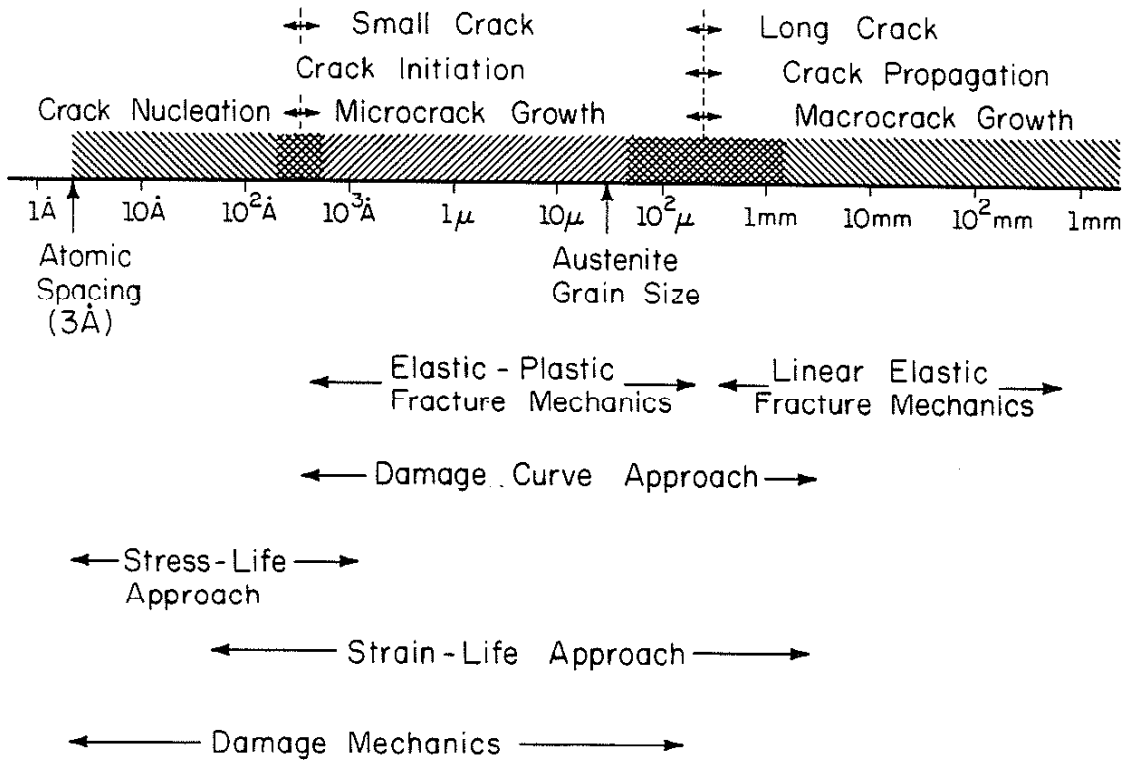 Small Crack Long Crack
Crack Initiation Crack Propagation
Crack Nucleation Microcrack Growth Macrocrack Growth
1Å 10Å 10²Å 10³Å 1μ 10μ 10²μ 1mm 10mm 10²mm 1mm
Atomic
Spacing
(3Å)
Austenite
Grain Size
Elastic - Plastic
Fracture Mechanics
Linear Elastic
Fracture Mechanics
Damage Curve Approach
Stress-Life
Approach
Strain-Life Approach
Damage Mechanics